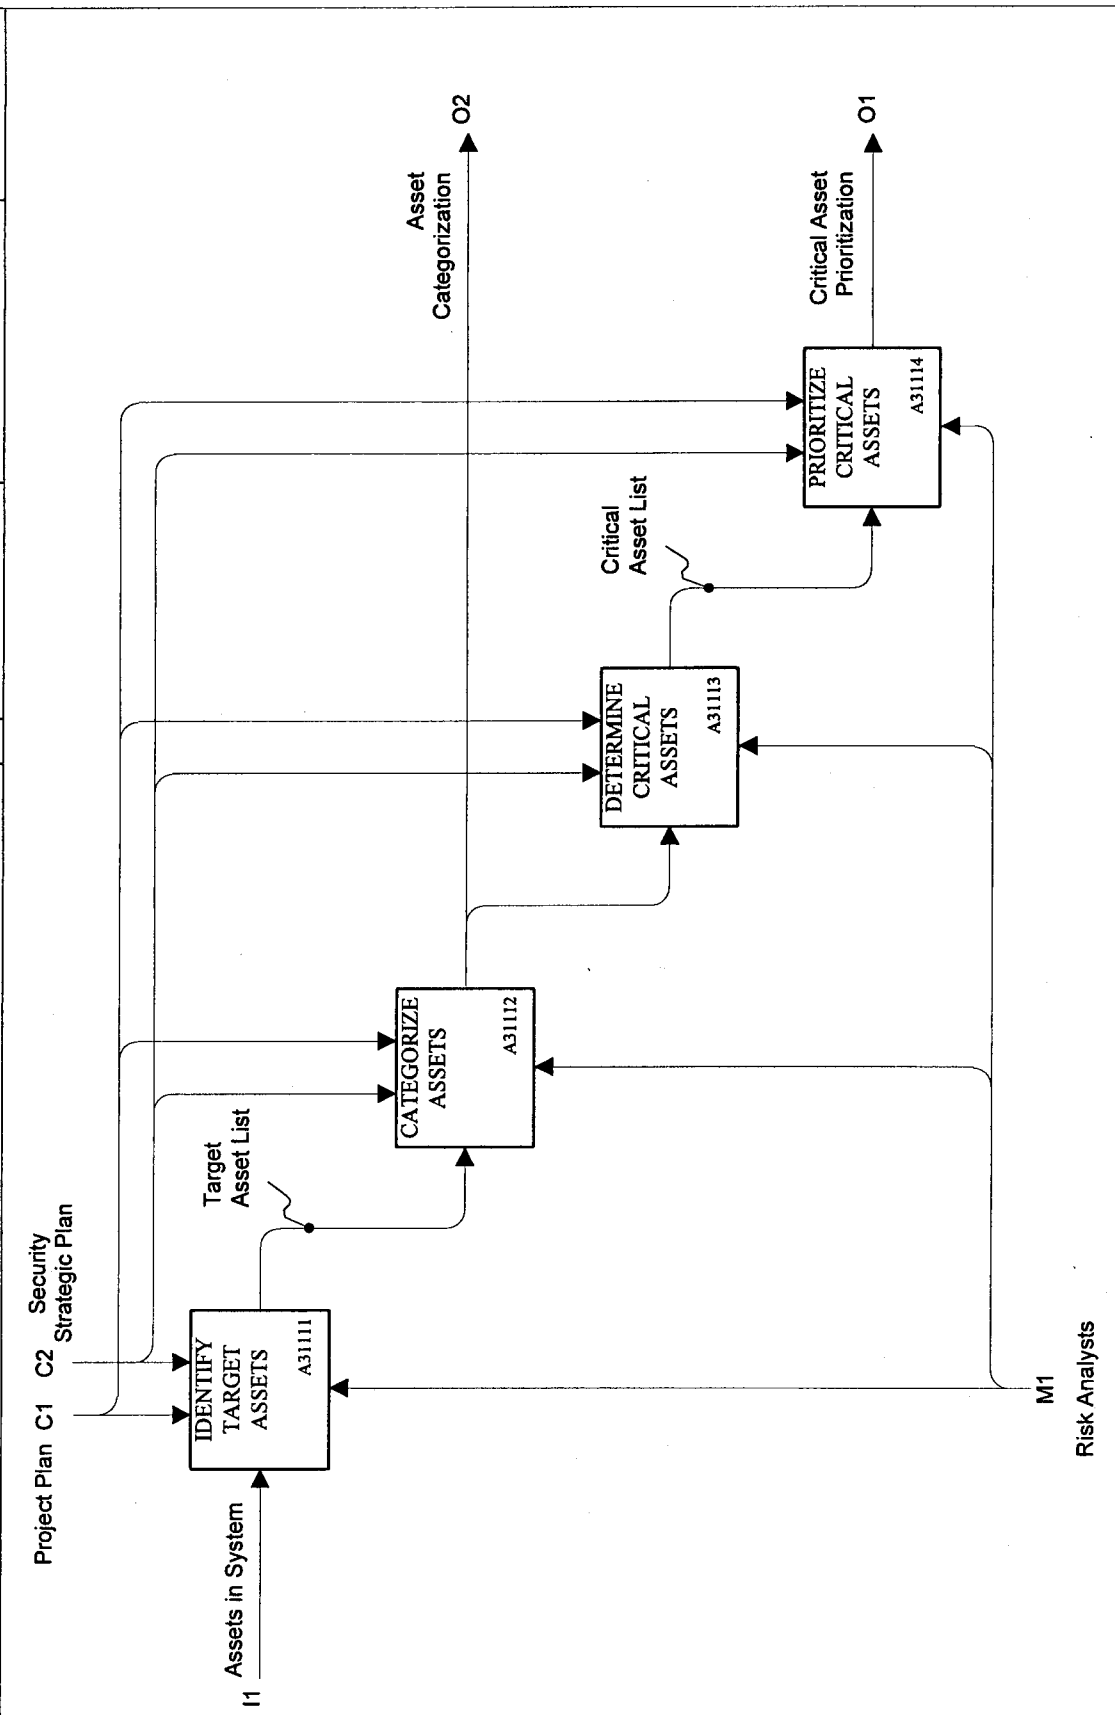 Project Plan C1
C2 Security
Strategic Plan
I1 Assets in System
IDENTIFY
TARGET
ASSETS
A31111
Target
Asset List
CATEGORIZE
ASSETS
A31112
Asset
Categorization
O2
DETERMINE
CRITICAL
ASSETS
A31113
Critical
Asset List
PRIORITIZE
CRITICAL
ASSETS
A31114
Critical Asset
Prioritization
O1
M1
Risk Analysts